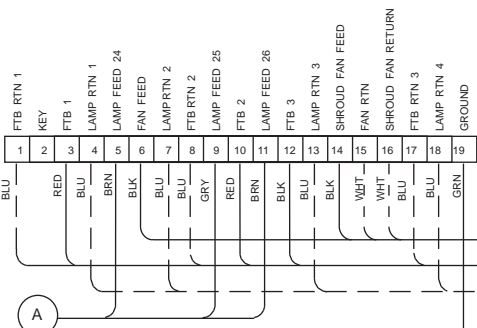 FTB RTN 1
KEY
FTB 1
LAMP RTN 1
LAMP FEED 24
FAN FEED
LAMP RTN 2
FTB RTN 2
LAMP FEED 25
FTB 2
LAMP FEED 26
FTB 3
LAMP RTN 3
SHROUD FAN FEED
FAN RTN
SHROUD FAN RETURN
FTB RTN 3
LAMP RTN 4
GROUND
1 2 3 4 5 6 7 8 9 10 11 12 13 14 15 16 17 18 19
BLU
RED
BLU
BRN
BLK
BLU
BLU
GRY
RED
BRN
BLK
BLU
BLK
WHT
WHT
BLU
BLU
GRN
A